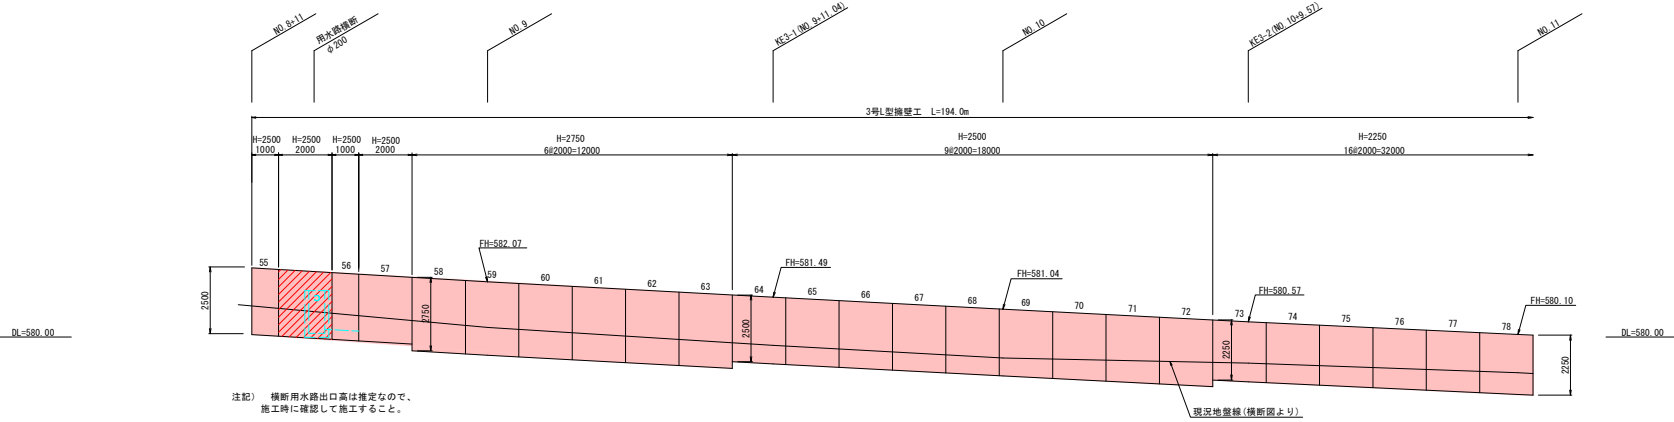 NO.8+11
用水路横断
φ200
NO.9
KE3-1(NO.9+11.04)
NO.10
KE3-2(NO.10+9.57)
NO.11
3号L型擁壁工 L=194.0m
H=2500
1000
H=2500
2000
H=2500
1000
H=2500
2000
H=2750
6@2000=12000
H=2500
9@2000=18000
H=2250
16@2000=32000
FH=582.07
FH=581.49
FH=581.04
FH=580.57
FH=580.10
55
56
57
58
59
60
61
62
63
64
65
66
67
68
69
70
71
72
73
74
75
76
77
78
2500
2750
2500
2250
2250
DL=580.00
DL=580.00
注記) 横断用水路出口高は推定なので、
施工時に確認して施工すること。
現況地盤線(横断図より)